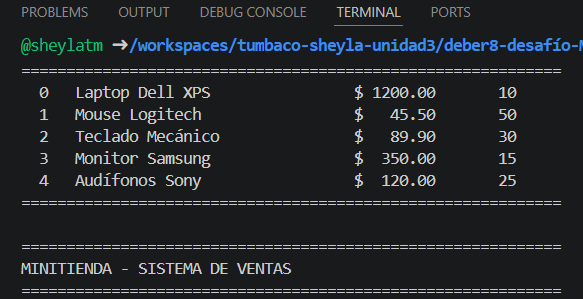 PROBLEMS OUTPUT DEBUG CONSOLE TERMINAL PORTS
@sheylatm ➜/workspaces/tumbaco-sheyla-unidad3/deber8-desafío-
============================================================
0 Laptop Dell XPS $ 1200.00 10
1 Mouse Logitech $ 45.50 50
2 Teclado Mecánico $ 89.90 30
3 Monitor Samsung $ 350.00 15
4 Audífonos Sony $ 120.00 25
============================================================
============================================================
MINITIENDA - SISTEMA DE VENTAS
============================================================